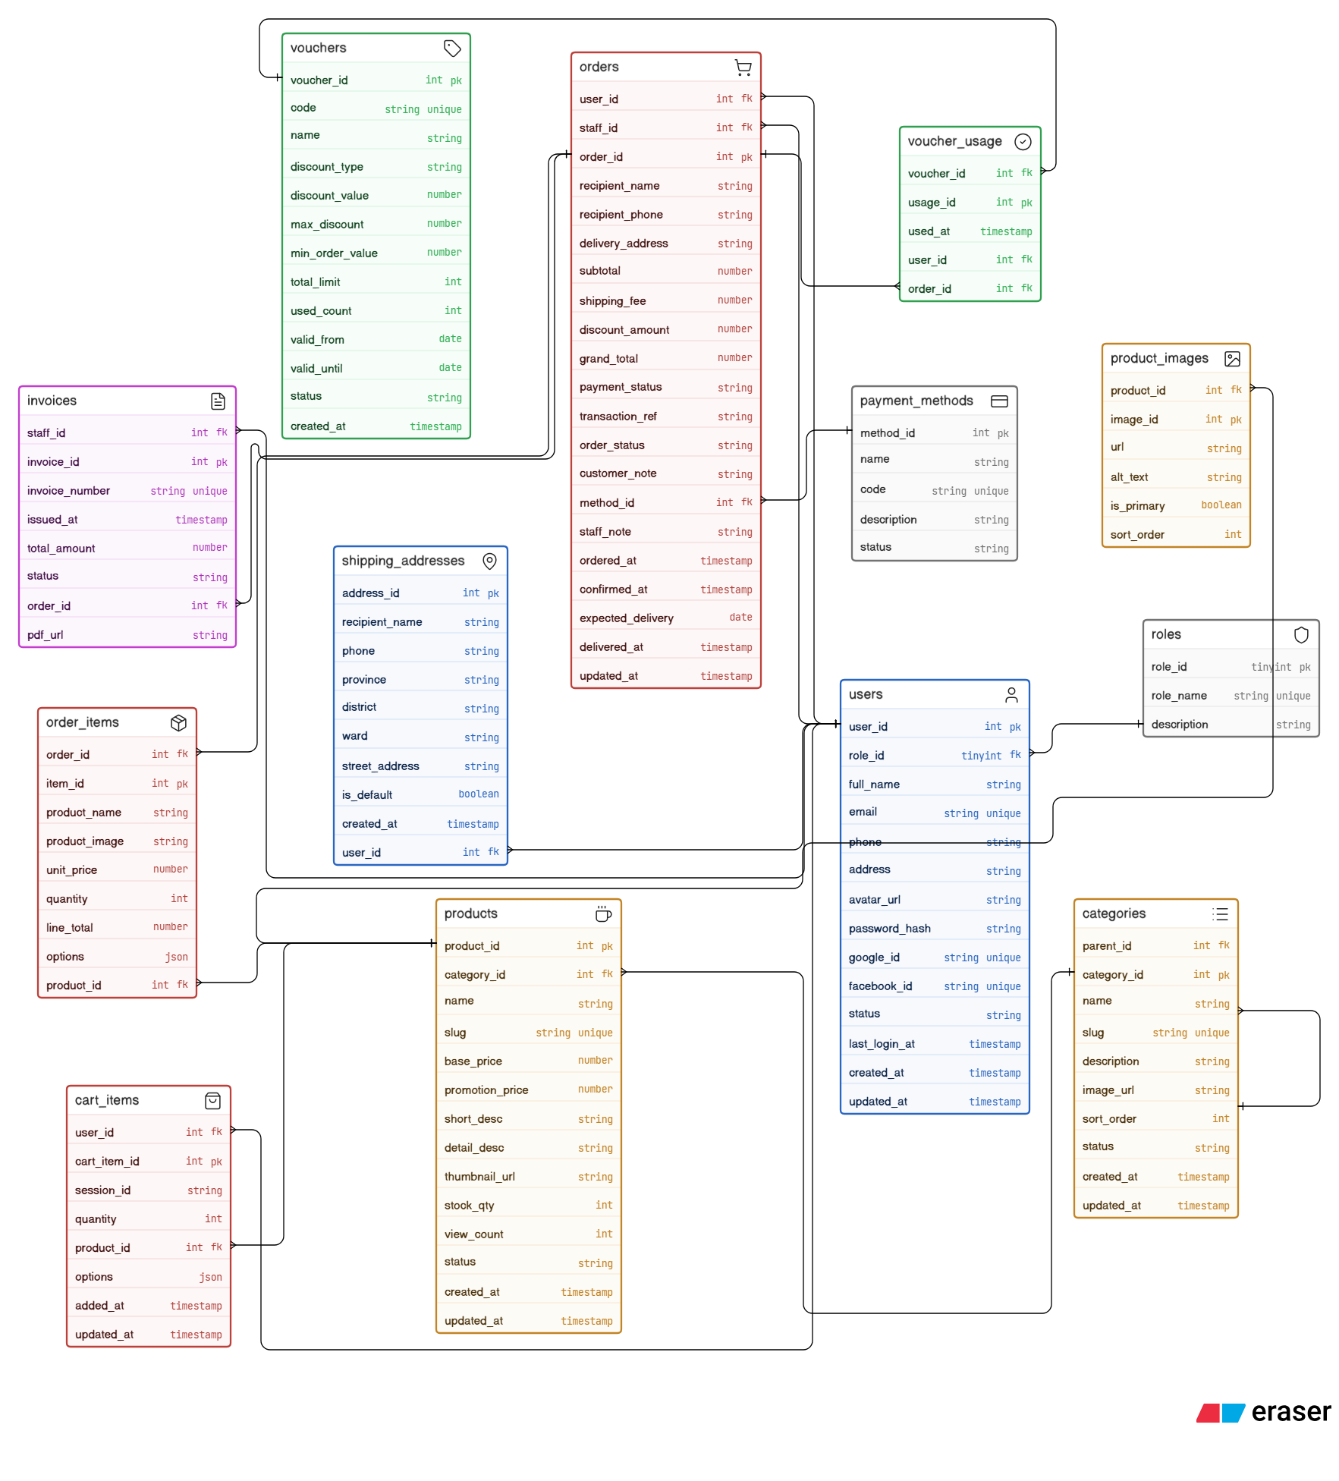 vouchers
voucher_id int pk
code string unique
name string
discount_type string
discount_value number
max_discount number
min_order_value number
total_limit int
used_count int
valid_from date
valid_until date
status string
created_at timestamp
orders
user_id int fk
staff_id int fk
order_id int pk
recipient_name string
recipient_phone string
delivery_address string
subtotal number
shipping_fee number
discount_amount number
grand_total number
payment_status string
transaction_ref string
order_status string
customer_note string
method_id int fk
staff_note string
ordered_at timestamp
confirmed_at timestamp
expected_delivery date
delivered_at timestamp
updated_at timestamp
voucher_usage
voucher_id int fk
usage_id int pk
used_at timestamp
user_id int fk
order_id int fk
product_images
product_id int fk
image_id int pk
url string
alt_text string
is_primary boolean
sort_order int
invoices
staff_id int fk
invoice_id int pk
invoice_number string unique
issued_at timestamp
total_amount number
status string
order_id int fk
pdf_url string
payment_methods
method_id int pk
name string
code string unique
description string
status string
shipping_addresses
address_id int pk
recipient_name string
phone string
province string
district string
ward string
street_address string
is_default boolean
created_at timestamp
user_id int fk
roles
role_id tinyint pk
role_name string unique
description string
users
user_id int pk
role_id tinyint fk
full_name string
email string unique
phone string
address string
avatar_url string
password_hash string
google_id string unique
facebook_id string unique
status string
last_login_at timestamp
created_at timestamp
updated_at timestamp
order_items
order_id int fk
item_id int pk
product_name string
product_image string
unit_price number
quantity int
line_total number
options json
product_id int fk
products
product_id int pk
category_id int fk
name string
slug string unique
base_price number
promotion_price number
short_desc string
detail_desc string
thumbnail_url string
stock_qty int
view_count int
status string
created_at timestamp
updated_at timestamp
categories
parent_id int fk
category_id int pk
name string
slug string unique
description string
image_url string
sort_order int
status string
created_at timestamp
updated_at timestamp
cart_items
user_id int fk
cart_item_id int pk
session_id string
quantity int
product_id int fk
options json
added_at timestamp
updated_at timestamp
eraser